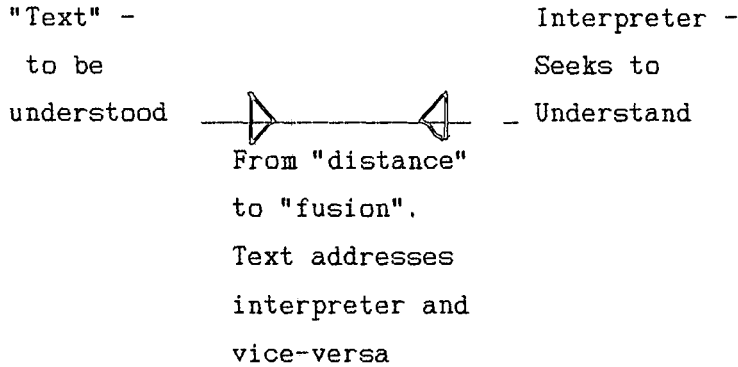 "Text" -
to be
understood
Interpreter -
Seeks to
Understand
From "distance"
to "fusion".
Text addresses
interpreter and
vice-versa